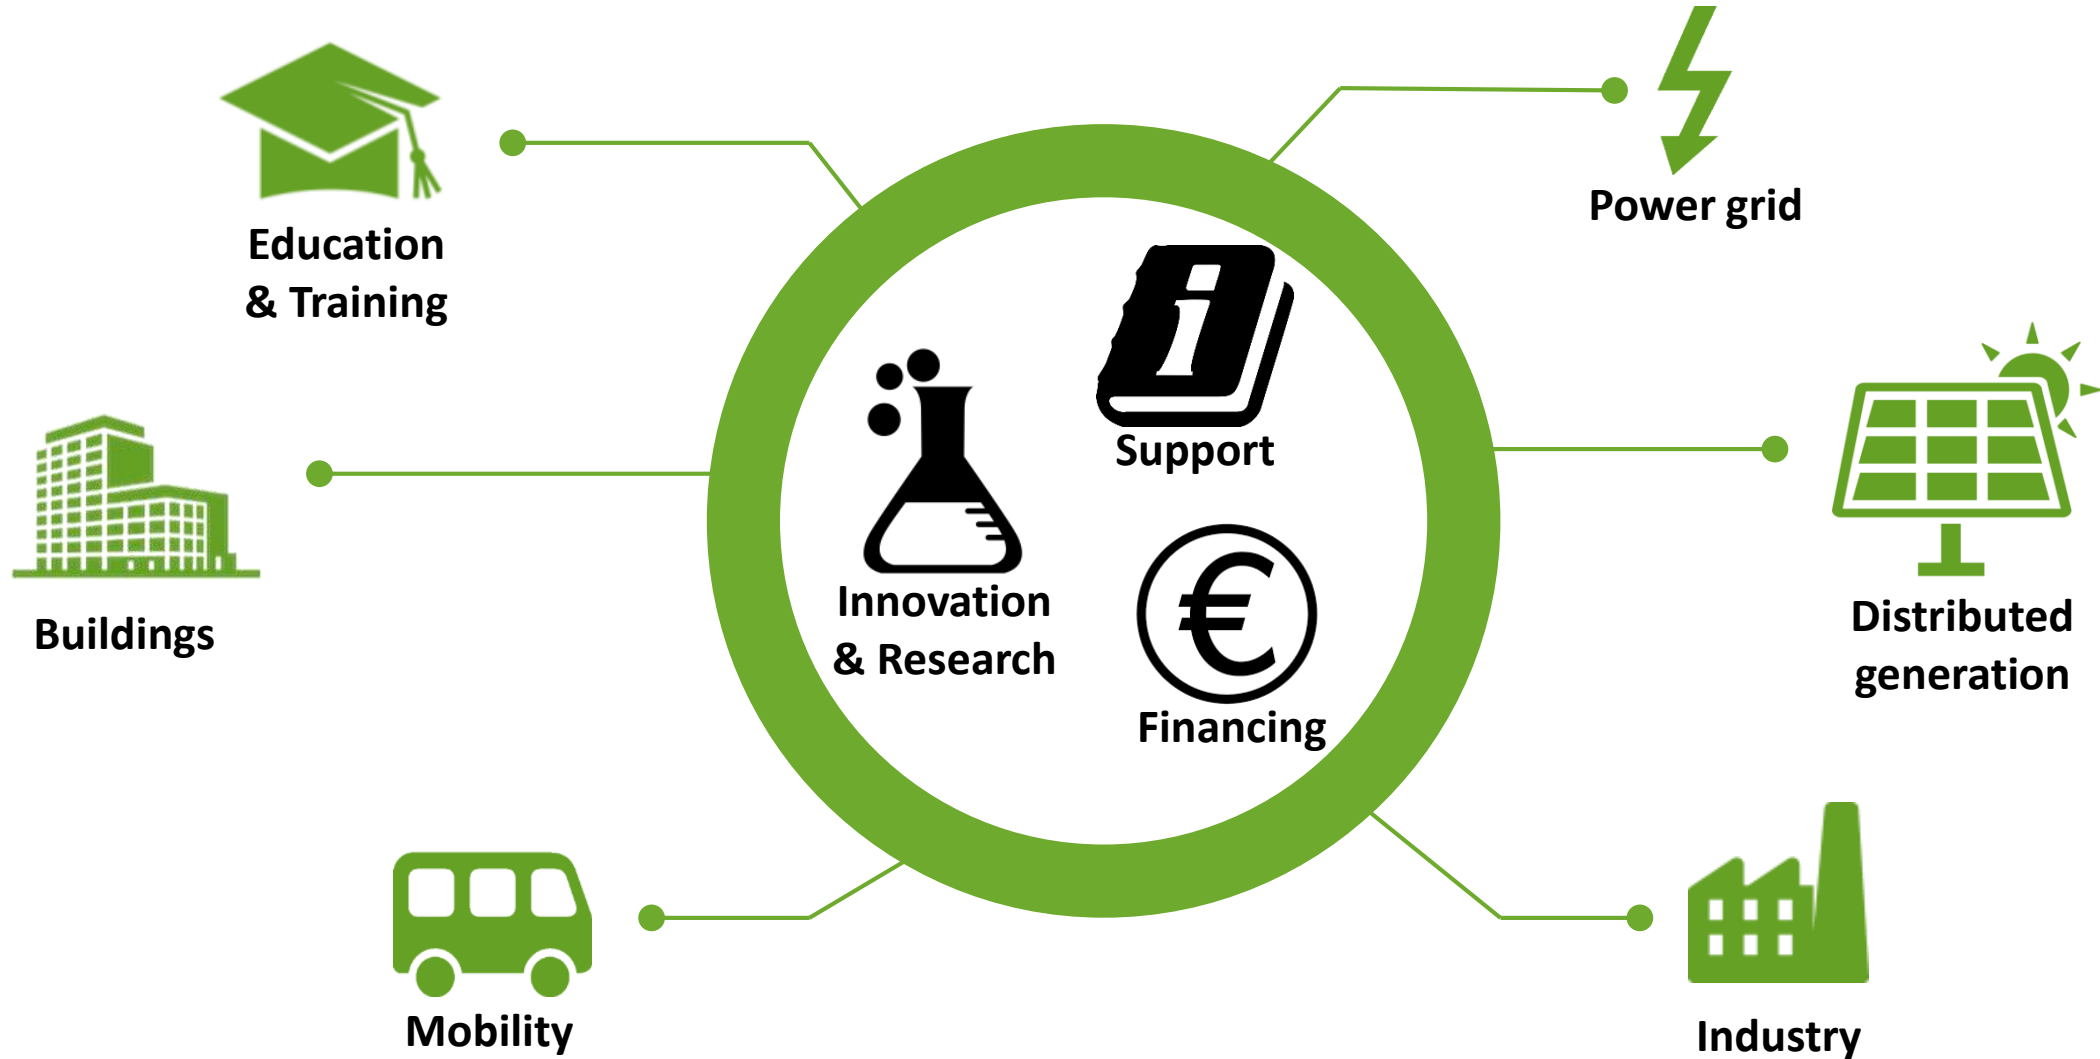 Education
& Training
Power grid
Support
Innovation
& Research
Financing
Buildings
Distributed
generation
Mobility
Industry